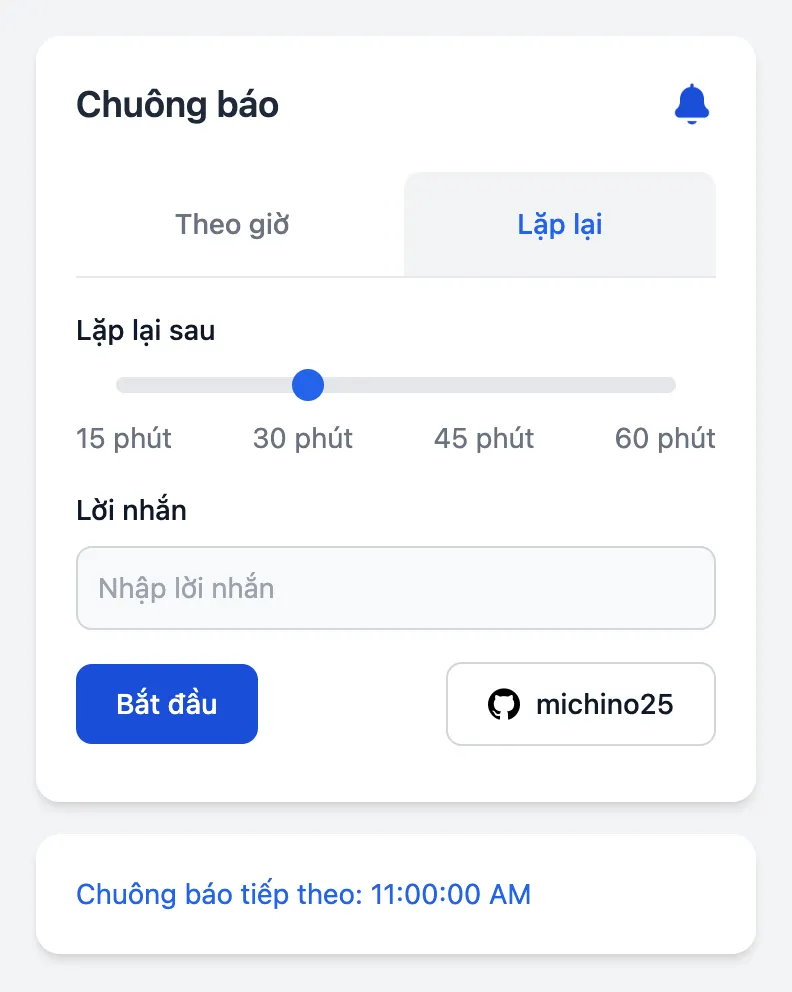 Chuông báo
Theo giờ
Lặp lại
Lặp lại sau
15 phút 30 phút 45 phút 60 phút
Lời nhắn
Nhập lời nhắn
Bắt đầu
michino25
Chuông báo tiếp theo: 11:00:00 AM